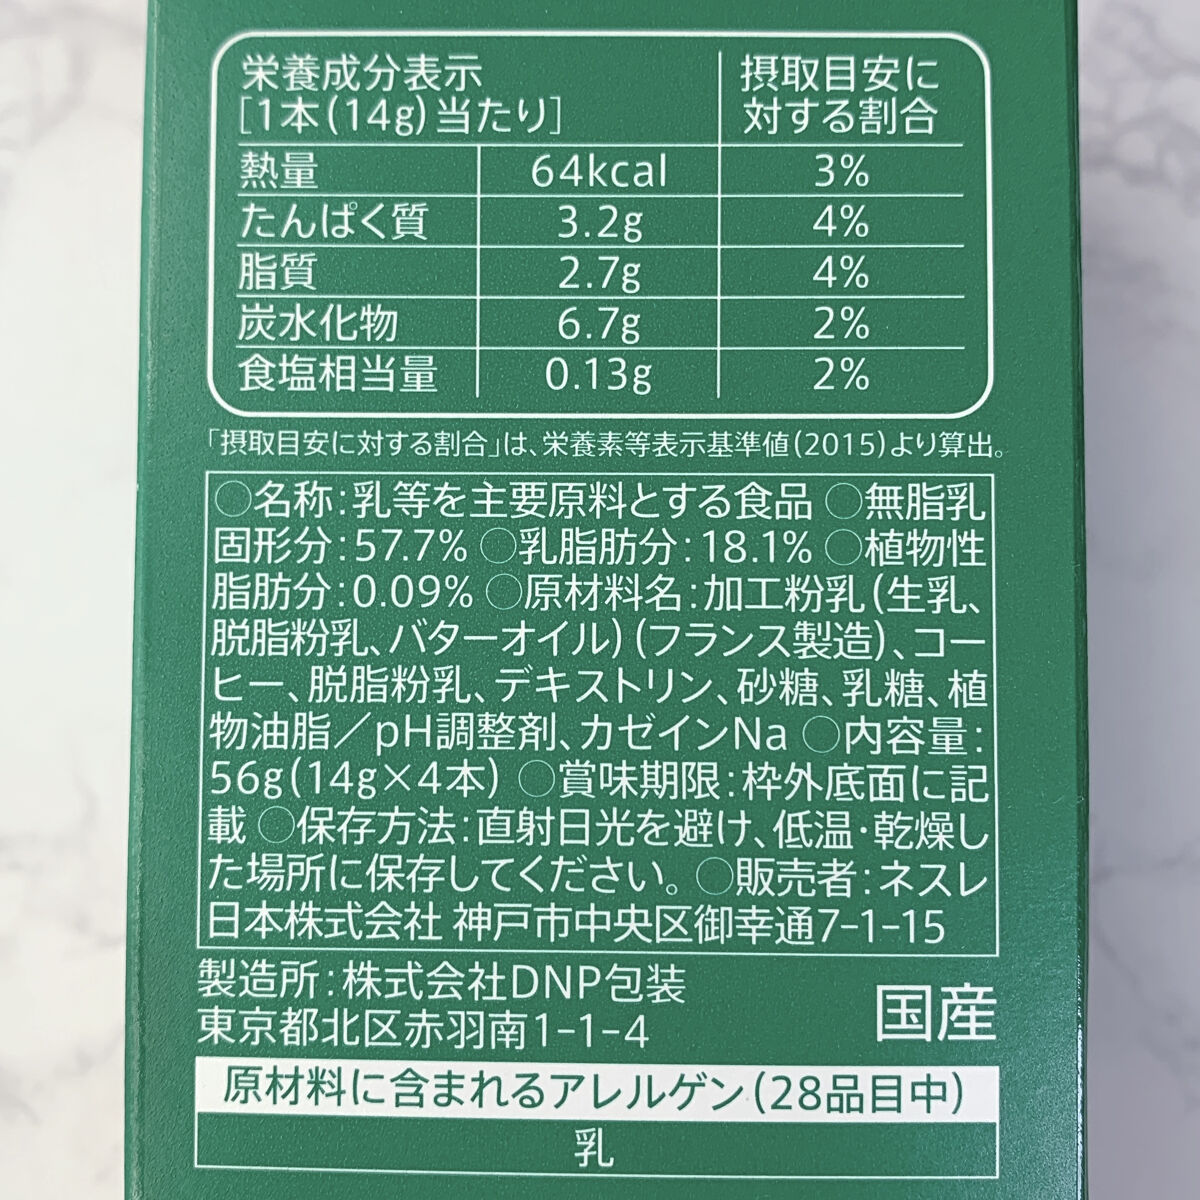 栄養成分表示 摂取目安に
[1本(14g)当たり] 対する割合
熱量 64kcal 3%
たんぱく質 3.2g 4%
脂質 2.7g 4%
炭水化物 6.7g 2%
食塩相当量 0.13g 2%
「摂取目安に対する割合」は、栄養素等表示基準値(2015)より算出。
○名称:乳等を主要原料とする食品 ○無脂乳
固形分:57.7% ○乳脂肪分:18.1% ○植物性
脂肪分:0.09% ○原材料名:加工粉乳(生乳、
脱脂粉乳、バターオイル)(フランス製造)、コー
ヒー、脱脂粉乳、デキストリン、砂糖、乳糖、植
物油脂／pH調整剤、カゼインNa ○内容量:
56g(14g×4本) ○賞味期限:枠外底面に記
載 ○保存方法:直射日光を避け、低温・乾燥し
た場所に保存してください。 ○販売者:ネスレ
日本株式会社 神戸市中央区御幸通7-1-15
製造所:株式会社DNP包装
東京都北区赤羽南1-1-4
国産
原材料に含まれるアレルゲン(28品目中)
乳